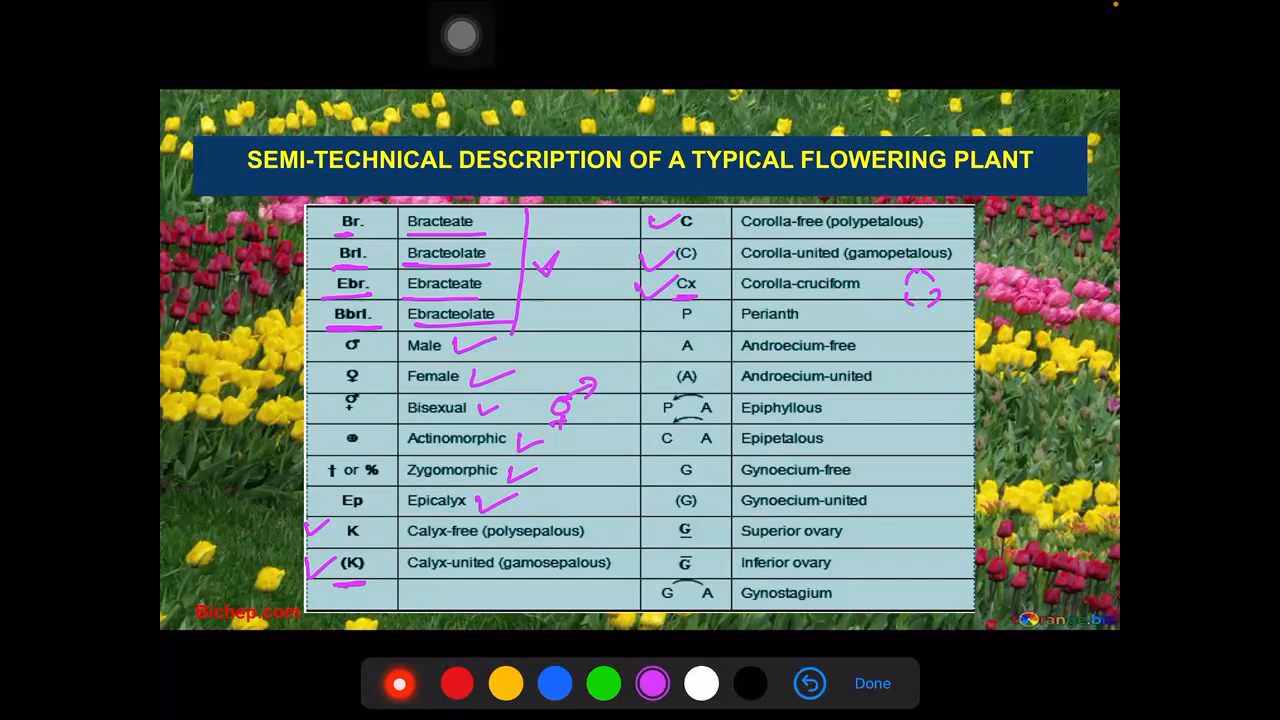 SEMI-TECHNICAL DESCRIPTION OF A TYPICAL FLOWERING PLANT
Br. Bracteate C Corolla-free (polypetalous)
Brl. Bracteolate (C) Corolla-united (gamopetalous)
Ebr. Ebracteate Cx Corolla-cruciform
Bbrl. Ebracteolate P Perianth
♂ Male A Androecium-free
♀ Female (A) Androecium-united
⚥ Bisexual P A Epiphyllous
⊕ Actinomorphic C A Epipetalous
† or % Zygomorphic G Gynoecium-free
Ep Epicalyx (G) Gynoecium-united
K Calyx-free (polysepalous) G Superior ovary
(K) Calyx-united (gamosepalous) G Inferior ovary
G A Gynostagium
Bichep.com
Done